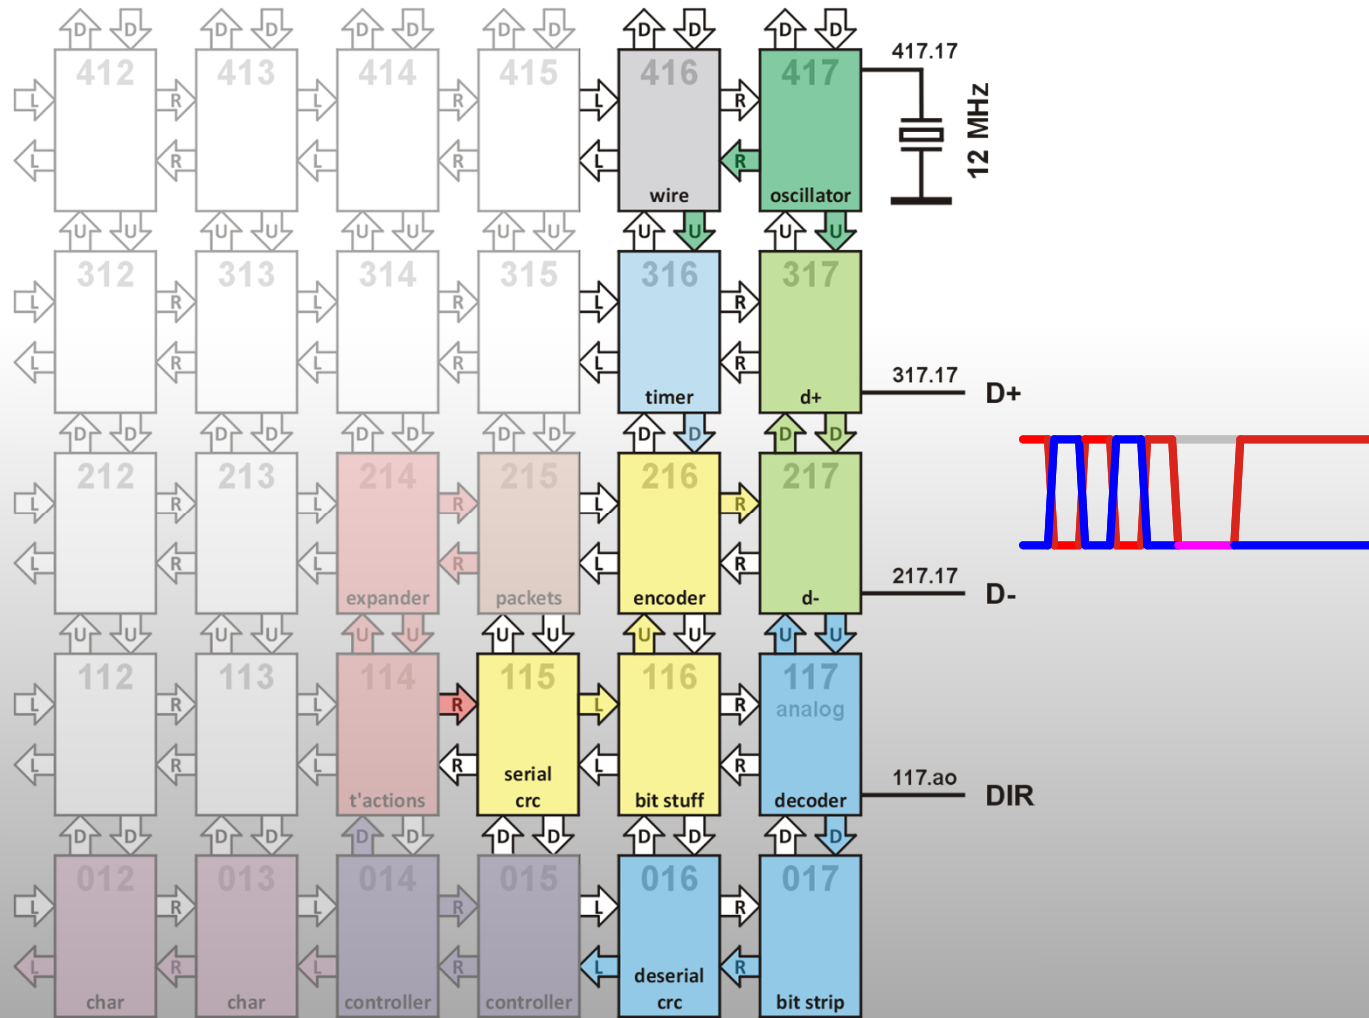 D D D D D D D D D D D D
412 413 414 415 416 417 417.17
L R L R L R
12 MHz
L R L R L R
wire oscillator
U U U U U U U U U U U U
312 313 314 315 316 317
L R L R L R
L R L R L R 317.17 D+
timer d+
D D D D D D D D D D D D
212 213 214 215 216 217
L R L R L R
L R L R L R 217.17 D-
expander packets encoder d-
U U U U U U U U U U U U
112 113 114 115 116 117
L R L R L R analog
L R L R L R 117.ao DIR
serial
t'actions crc bit stuff decoder
D D D D D D D D D D D D
012 013 014 015 016 017
L R L R L R
L R L R L R
deserial
char char controller controller crc bit strip